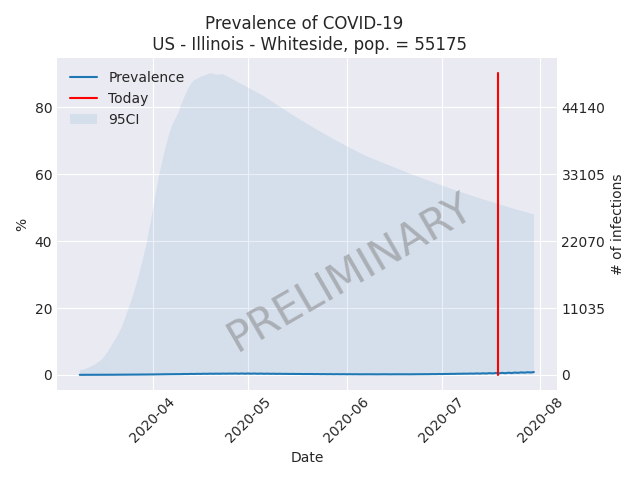 Prevalence of COVID-19
US - Illinois - Whiteside, pop. = 55175
Prevalence
Today
95CI
80
60
40
20
0
%
44140
33105
22070
11035
0
# of infections
PRELIMINARY
2020-04
2020-05
2020-06
2020-07
2020-08
Date